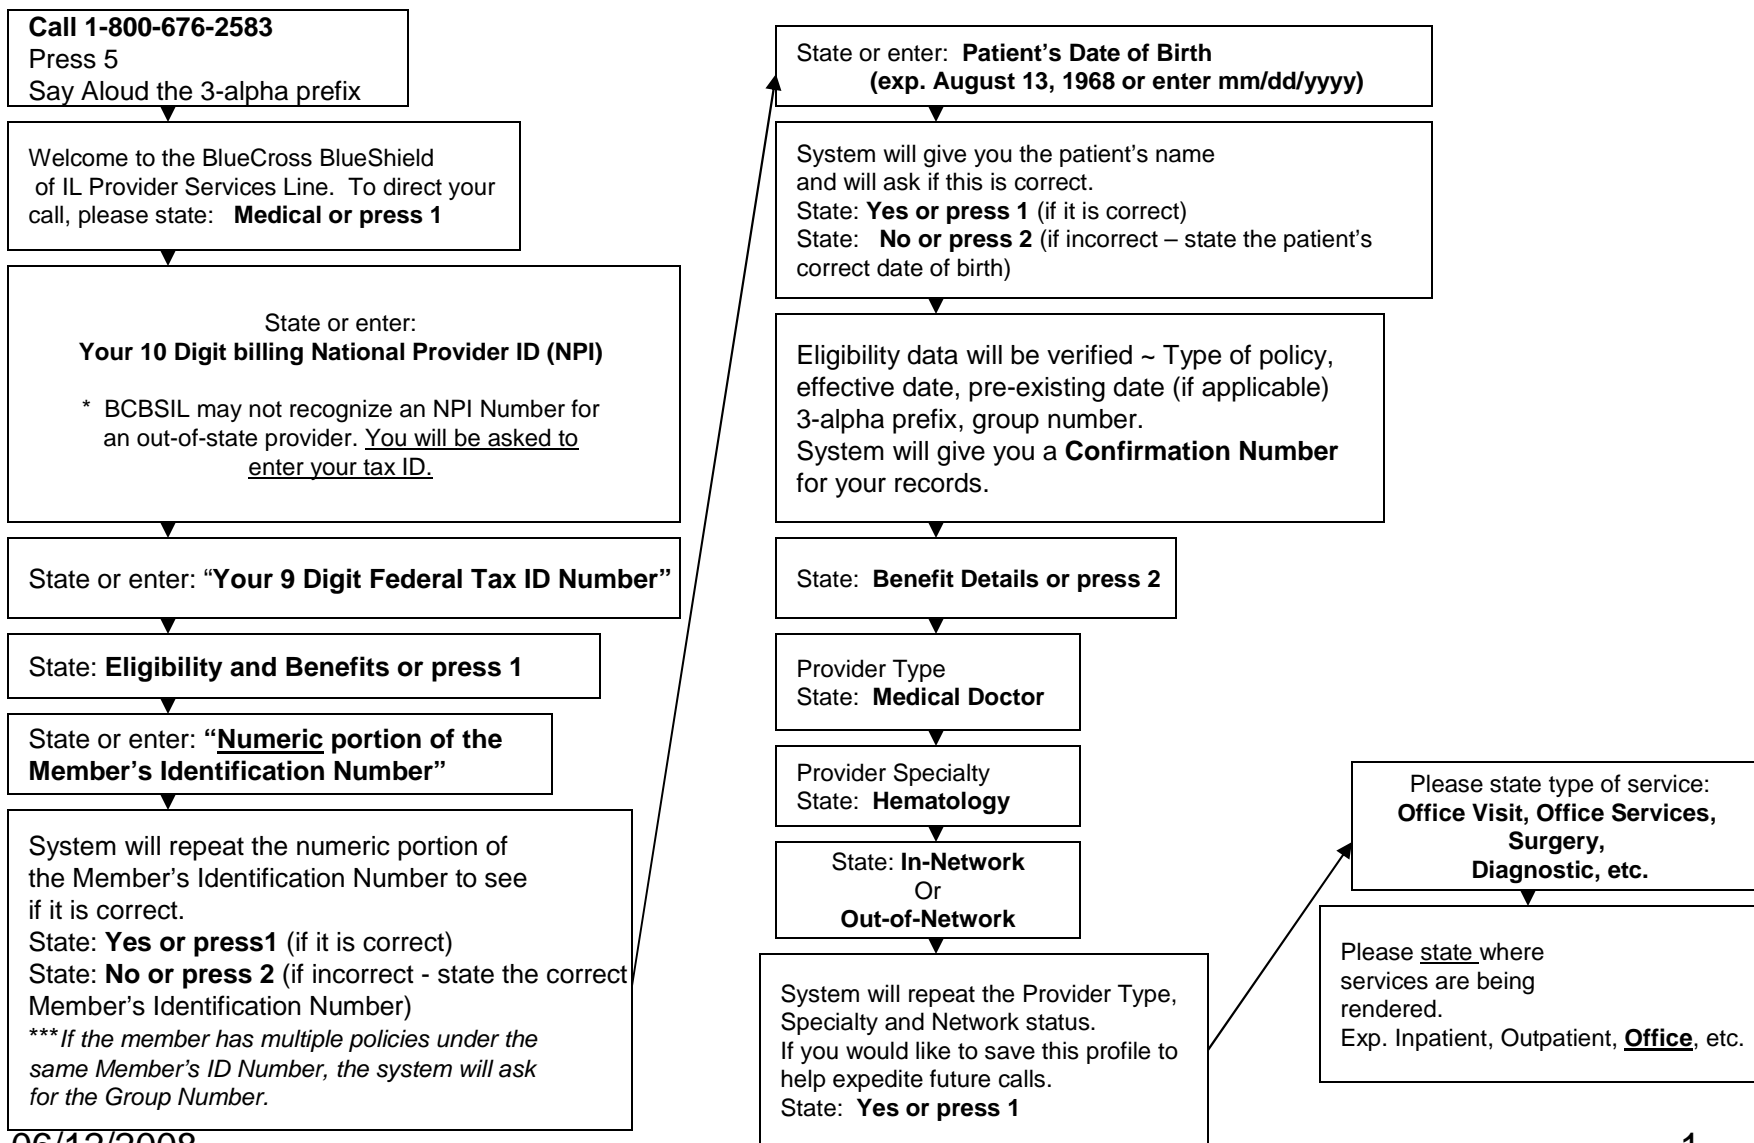 Call 1-800-676-2583
Press 5
Say Aloud the 3-alpha prefix
Welcome to the BlueCross BlueShield
of IL Provider Services Line. To direct your
call, please state: Medical or press 1
State or enter:
Your 10 Digit billing National Provider ID (NPI)
* BCBSIL may not recognize an NPI Number for
an out-of-state provider. You will be asked to
enter your tax ID.
State or enter: “Your 9 Digit Federal Tax ID Number”
State: Eligibility and Benefits or press 1
State or enter: “Numeric portion of the
Member’s Identification Number”
System will repeat the numeric portion of
the Member’s Identification Number to see
if it is correct.
State: Yes or press1 (if it is correct)
State: No or press 2 (if incorrect - state the correct
Member’s Identification Number)
***If the member has multiple policies under the
same Member’s ID Number, the system will ask
for the Group Number.
State or enter: Patient’s Date of Birth
(exp. August 13, 1968 or enter mm/dd/yyyy)
System will give you the patient’s name
and will ask if this is correct.
State: Yes or press 1 (if it is correct)
State: No or press 2 (if incorrect – state the patient’s
correct date of birth)
Eligibility data will be verified ~ Type of policy,
effective date, pre-existing date (if applicable)
3-alpha prefix, group number.
System will give you a Confirmation Number
for your records.
State: Benefit Details or press 2
Provider Type
State: Medical Doctor
Provider Specialty
State: Hematology
State: In-Network
Or
Out-of-Network
System will repeat the Provider Type,
Specialty and Network status.
If you would like to save this profile to
help expedite future calls.
State: Yes or press 1
Please state type of service:
Office Visit, Office Services,
Surgery,
Diagnostic, etc.
Please state where
services are being
rendered.
Exp. Inpatient, Outpatient, Office, etc.
06/12/2008
1